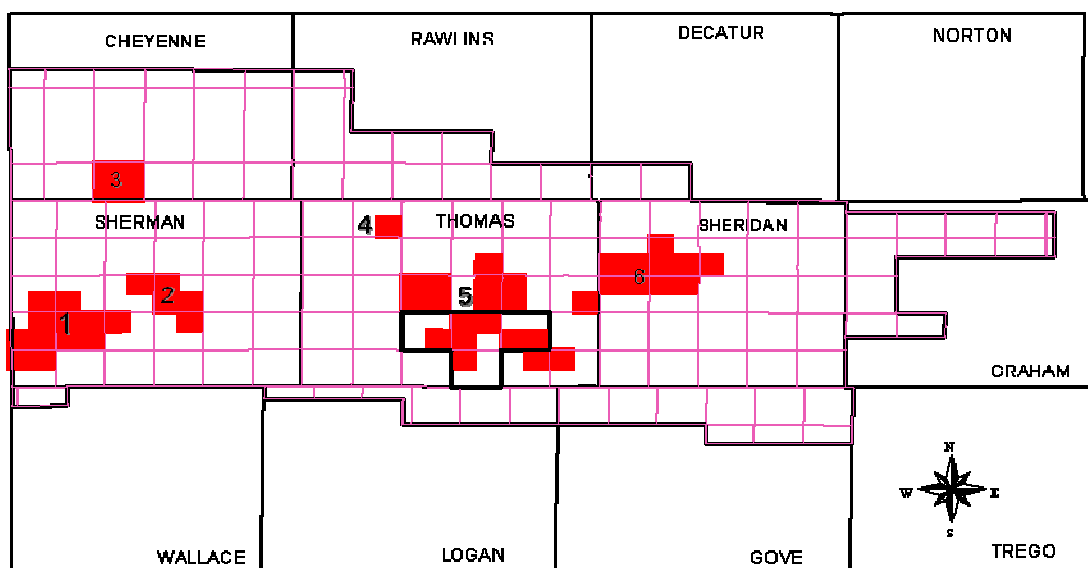 CHEYENNE
RAWLINS
DECATUR
NORTON
3
SHERMAN
4
THOMAS
SHERIDAN
2
5
6
1
GRAHAM
N
W
E
S
WALLACE
LOGAN
GOVE
TREGO